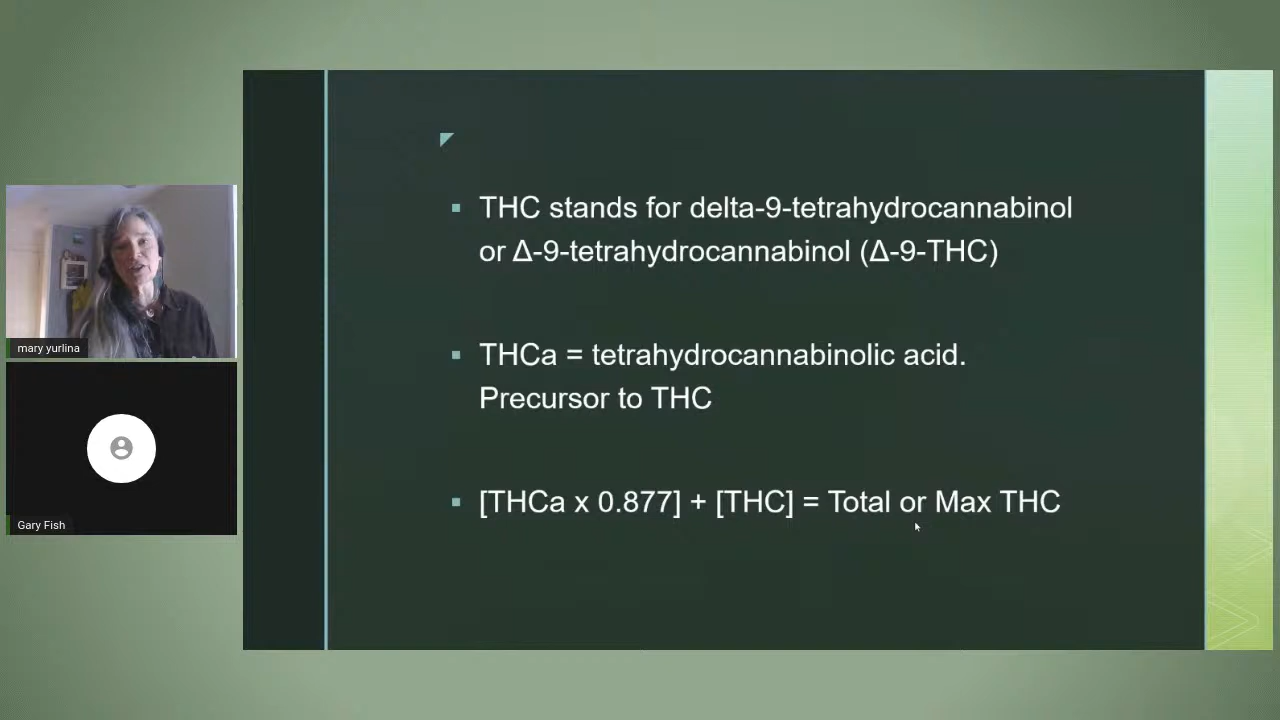 THC stands for delta-9-tetrahydrocannabinol
or Δ-9-tetrahydrocannabinol (Δ-9-THC)
THCa = tetrahydrocannabinolic acid.
Precursor to THC
[THCa x 0.877] + [THC] = Total or Max THC
mary yurlina
Gary Fish